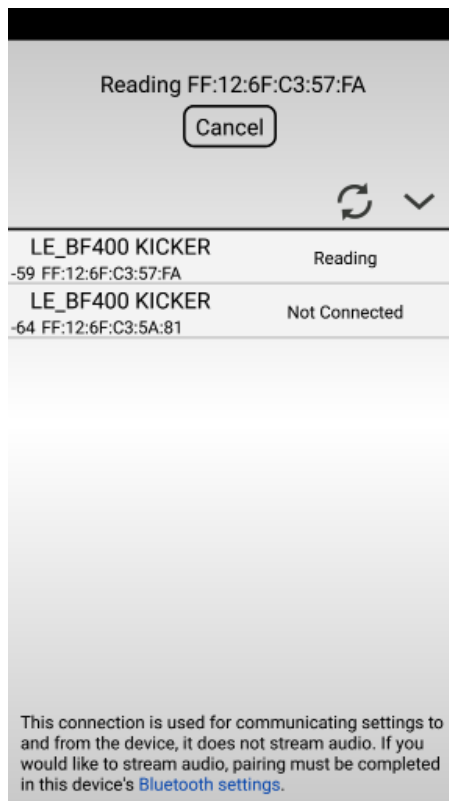 Reading FF:12:6F:C3:57:FA
Cancel
LE_BF400 KICKER
-59 FF:12:6F:C3:57:FA
Reading
LE_BF400 KICKER
-64 FF:12:6F:C3:5A:81
Not Connected
This connection is used for communicating settings to
and from the device, it does not stream audio. If you
would like to stream audio, pairing must be completed
in this device's Bluetooth settings.